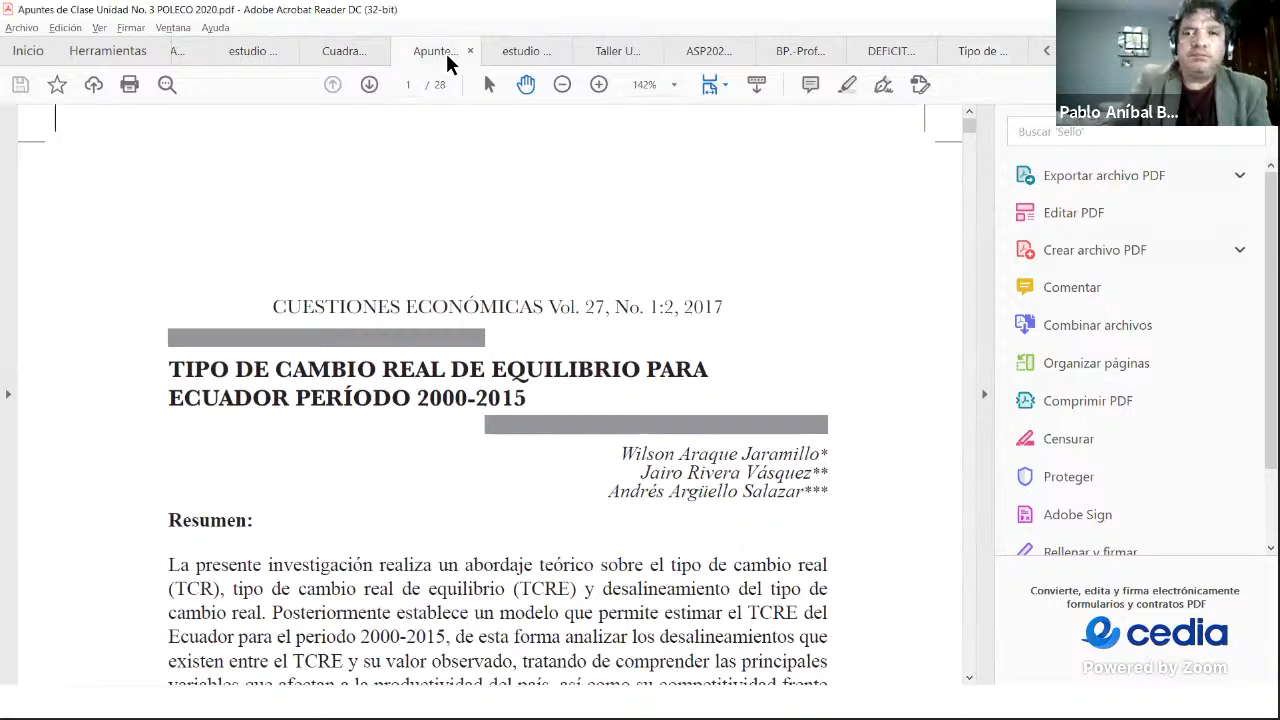 Apuntes de Clase Unidad No. 3 POLECO 2020.pdf - Adobe Acrobat Reader DC (32-bit)
Archivo Edición Ver Firmar Ventana Ayuda
Inicio Herramientas A... estudio ... Cuadra... Apunte... × estudio ... Taller U... ASP202... BP.-Prof... DEFICIT... Tipo de ...
1 / 28 142%
Pablo Aníbal B...
Buscar 'Sello'
Exportar archivo PDF
Editar PDF
Crear archivo PDF
Comentar
Combinar archivos
Organizar páginas
Comprimir PDF
Censurar
Proteger
Adobe Sign
Rellenar y firmar
Convierte, edita y firma electrónicamente
formularios y contratos PDF
cedia
Powered by Zoom
CUESTIONES ECONÓMICAS Vol. 27, No. 1:2, 2017
TIPO DE CAMBIO REAL DE EQUILIBRIO PARA
ECUADOR PERÍODO 2000-2015
Wilson Araque Jaramillo*
Jairo Rivera Vásquez**
Andrés Argüello Salazar***
Resumen:
La presente investigación realiza un abordaje teórico sobre el tipo de cambio real
(TCR), tipo de cambio real de equilibrio (TCRE) y desalineamiento del tipo de
cambio real. Posteriormente establece un modelo que permite estimar el TCRE del
Ecuador para el periodo 2000-2015, de esta forma analizar los desalineamientos que
existen entre el TCRE y su valor observado, tratando de comprender las principales
variables que afectan a la productividad del país, así como su competitividad frente